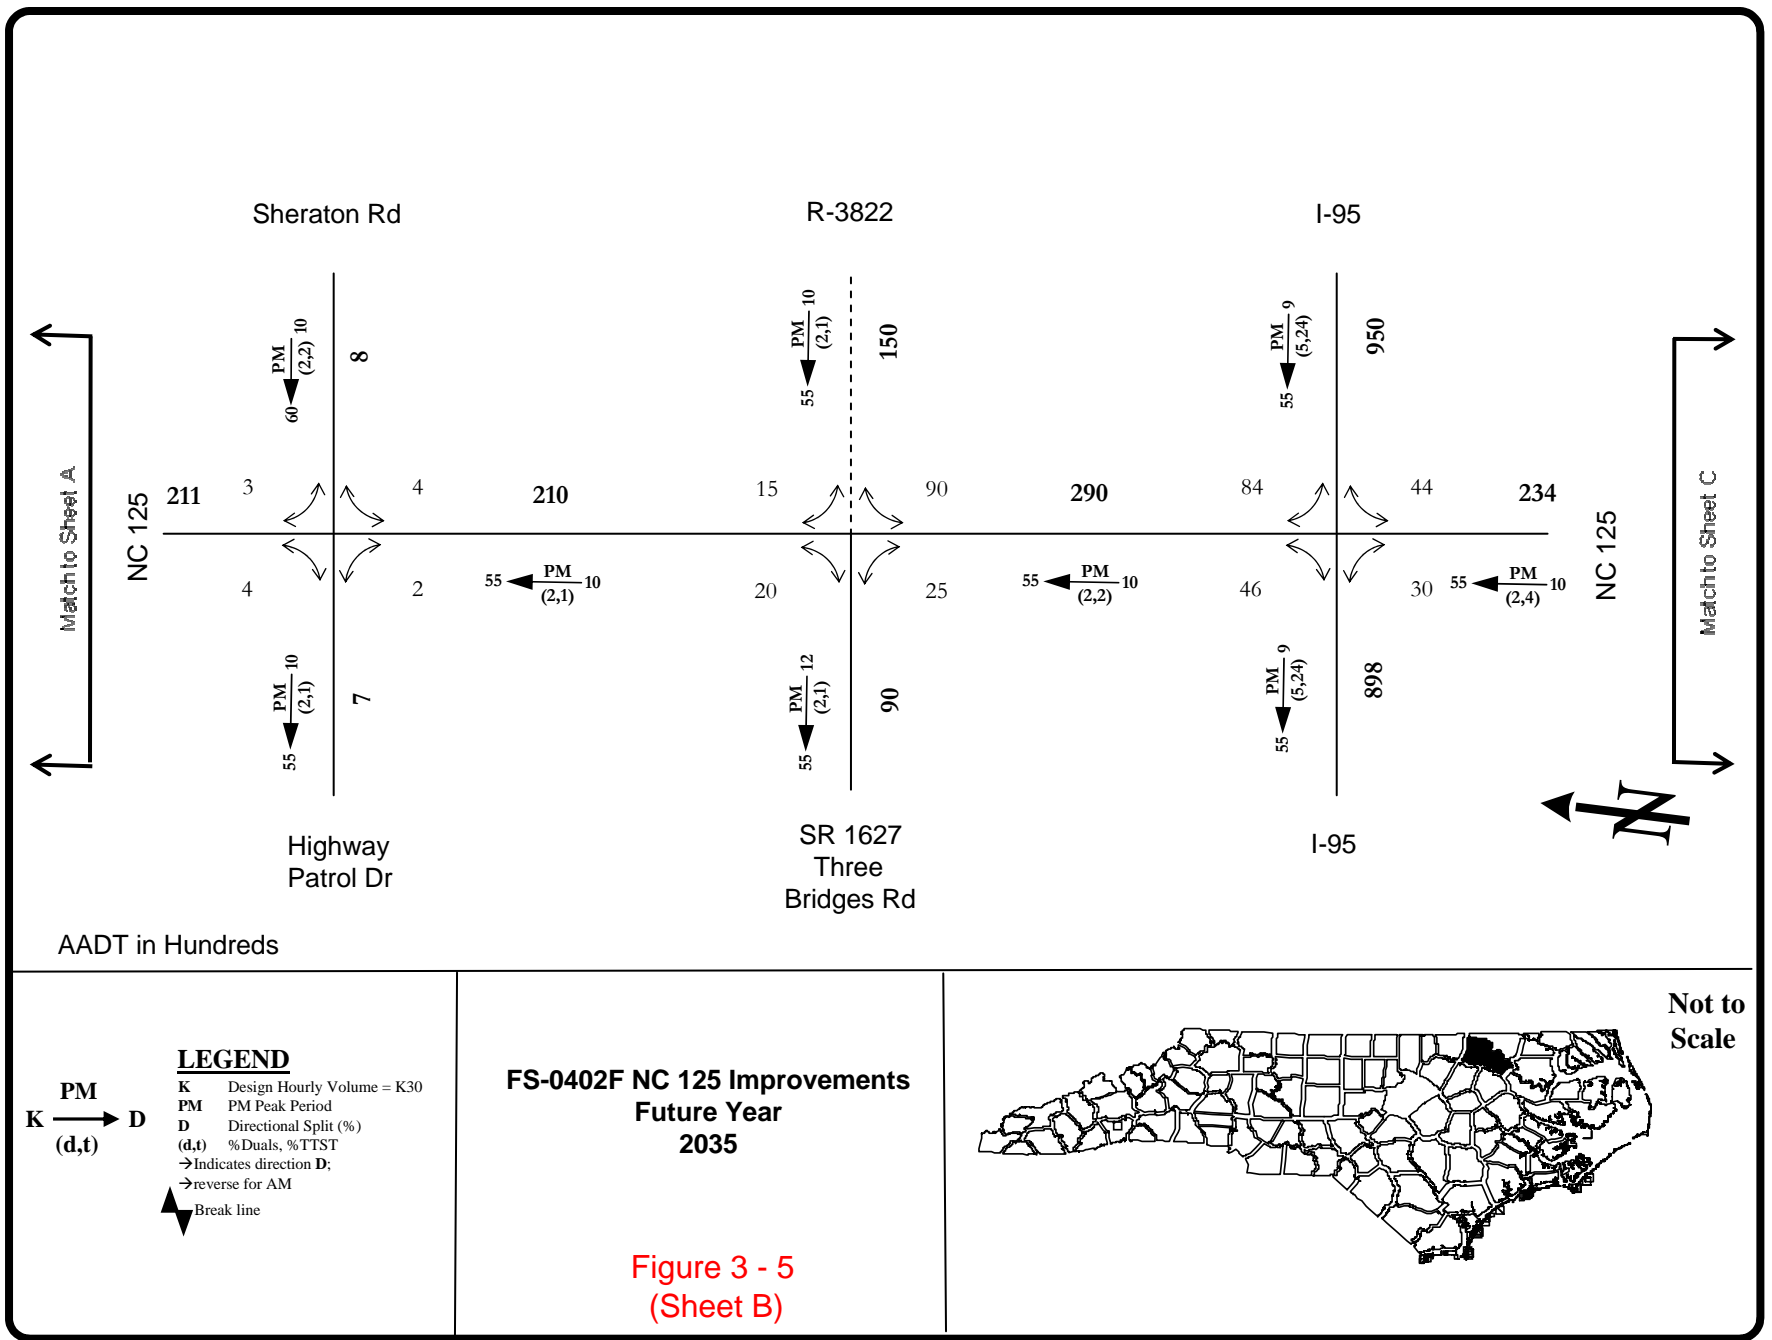 Sheraton Rd
R-3822
I-95
PM
(2,2)
10
60
8
PM
(2,1)
10
55
150
PM
(5,24)
9
55
950
Match to Sheet A
NC 125
211
3
4
210
15
90
290
84
44
234
NC 125
Match to Sheet C
4
2
55
PM
(2,1)
10
20
25
55
PM
(2,2)
10
46
30
55
PM
(2,4)
10
PM
(2,1)
10
55
7
PM
(2,1)
12
55
90
PM
(5,24)
9
55
898
N
Highway
Patrol Dr
SR 1627
Three
Bridges Rd
I-95
AADT in Hundreds
LEGEND
K Design Hourly Volume = K30
PM PM Peak Period
D Directional Split (%)
(d,t) %Duals, %TTST
→Indicates direction D;
→reverse for AM
Break line
PM
K D
(d,t)
FS-0402F NC 125 Improvements
Future Year
2035
Figure 3 - 5
(Sheet B)
Not to
Scale